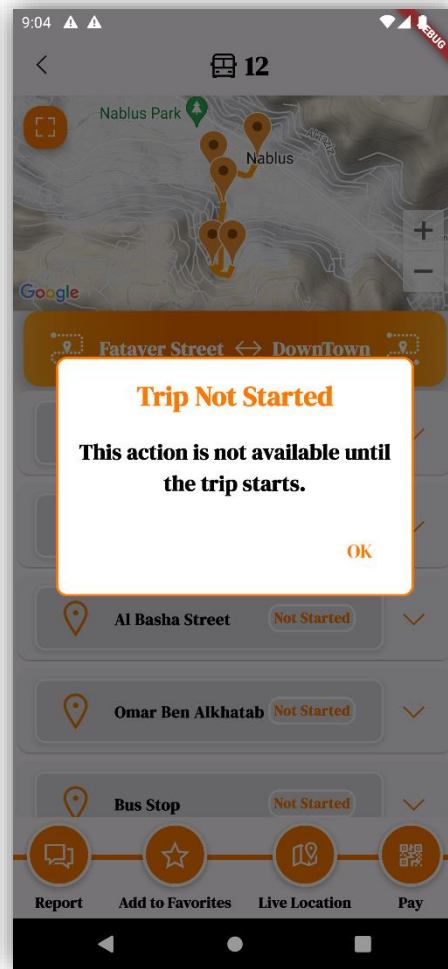 9:04
DEBUG
12
Nablus Park
Nablus
Google
Fatayer Street ↔ DownTown
Trip Not Started
This action is not available until
the trip starts.
OK
Al Basha Street Not Started
Omar Ben Alkhatab Not Started
Bus Stop Not Started
Report Add to Favorites Live Location Pay